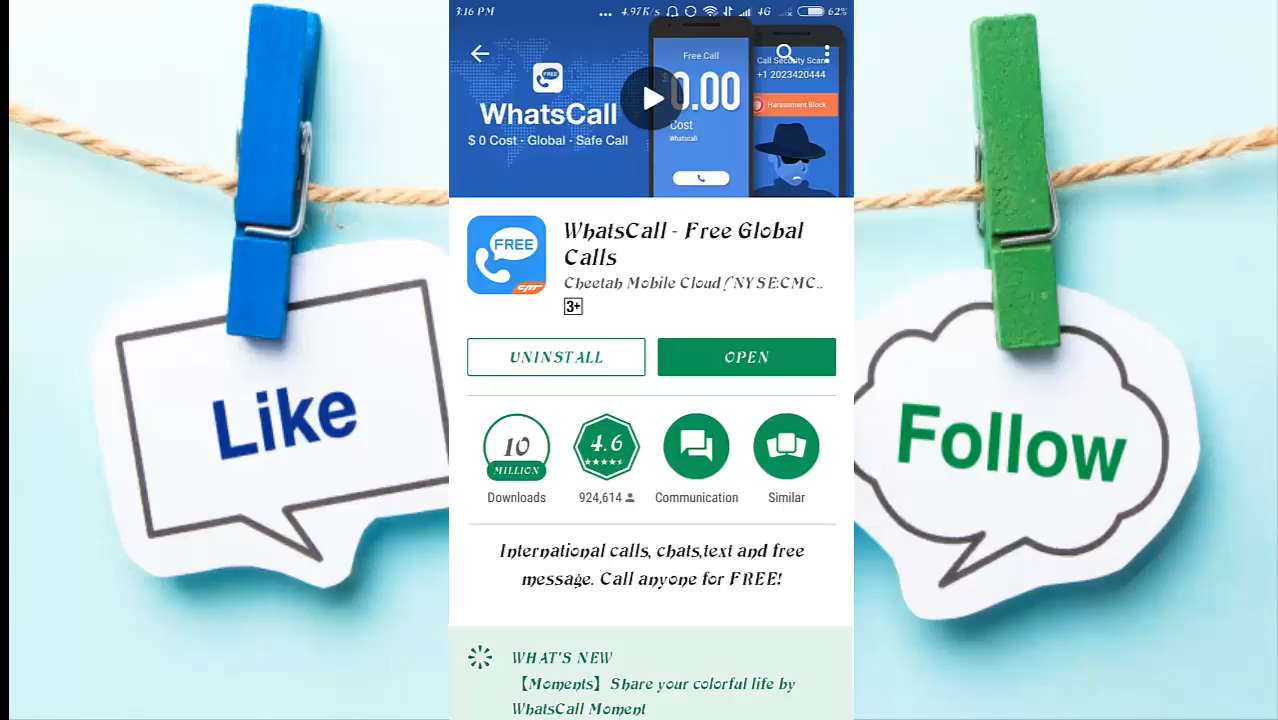 3:16 PM
... 4.97K/s 4G 62%
Free Call
$0.00
Cost
Whatscall
Call Security Scan
+1 2023420444
Harassment Block
FREE
WhatsCall
$ 0 Cost - Global - Safe Call
FREE
cm
WhatsCall - Free Global
Calls
Cheetah Mobile Cloud (NYSE:CMC..
3+
UNINSTALL
OPEN
Like
Follow
10
MILLION
4.6
Downloads
924,614
Communication
Similar
International calls, chats,text and free
message. Call anyone for FREE!
WHAT'S NEW
【Moments】Share your colorful life by
WhatsCall Moment